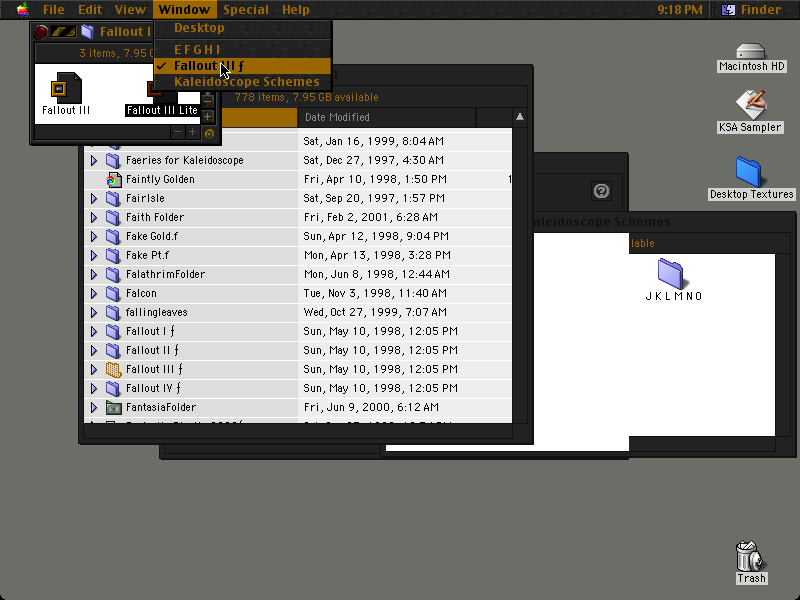 File Edit View Window Special Help
9:18 PM Finder
Desktop
E F G H I
✓ Fallout III ƒ
Kaleidoscope Schemes
Fallout I
3 items, 7.95 G
Fallout III
Fallout III Lite
778 items, 7.95 GB available
Date Modified
Sat, Jan 16, 1999, 8:04 AM
Faeries for Kaleidoscope Sat, Dec 27, 1997, 4:30 AM
Faintly Golden Fri, Apr 10, 1998, 1:50 PM 1
FairIsle Sat, Sep 20, 1997, 1:57 PM
Faith Folder Fri, Feb 2, 2001, 6:28 AM
Fake Gold.f Sun, Apr 12, 1998, 9:04 PM
Fake Pt.f Mon, Apr 13, 1998, 3:28 PM
FalathrimFolder Mon, Jun 8, 1998, 12:44 AM
Falcon Tue, Nov 3, 1998, 11:40 AM
fallingleaves Wed, Oct 27, 1999, 7:07 AM
Fallout I ƒ Sun, May 10, 1998, 12:05 PM
Fallout II ƒ Sun, May 10, 1998, 12:05 PM
Fallout III ƒ Sun, May 10, 1998, 12:05 PM
Fallout IV ƒ Sun, May 10, 1998, 12:05 PM
FantasiaFolder Fri, Jun 9, 2000, 6:12 AM
aleidoscope Schemes
lable
J K L M N O
Macintosh HD
KSA Sampler
Desktop Textures
Trash